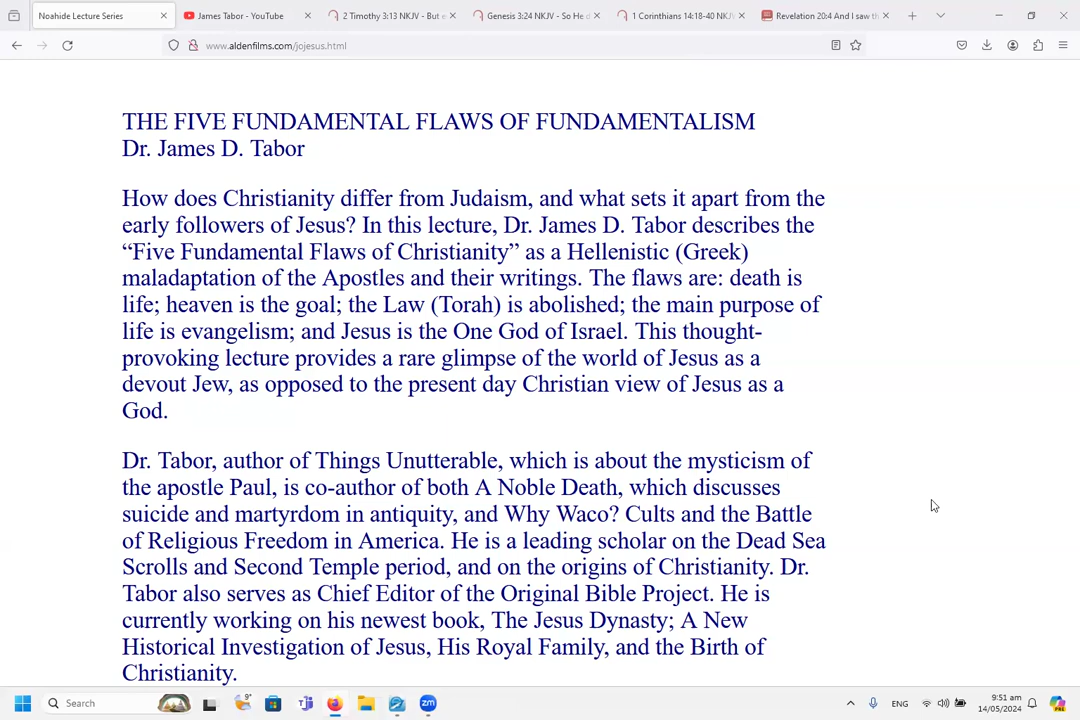 Noahide Lecture Series
James Tabor - YouTube
2 Timothy 3:13 NKJV - But e
Genesis 3:24 NKJV - So He d
1 Corinthians 14:18-40 NKJV
Revelation 20:4 And I saw th
www.aldenfilms.com/jojesus.html
THE FIVE FUNDAMENTAL FLAWS OF FUNDAMENTALISM
Dr. James D. Tabor
How does Christianity differ from Judaism, and what sets it apart from the
early followers of Jesus? In this lecture, Dr. James D. Tabor describes the
“Five Fundamental Flaws of Christianity” as a Hellenistic (Greek)
maladaptation of the Apostles and their writings. The flaws are: death is
life; heaven is the goal; the Law (Torah) is abolished; the main purpose of
life is evangelism; and Jesus is the One God of Israel. This thought-
provoking lecture provides a rare glimpse of the world of Jesus as a
devout Jew, as opposed to the present day Christian view of Jesus as a
God.
Dr. Tabor, author of Things Unutterable, which is about the mysticism of
the apostle Paul, is co-author of both A Noble Death, which discusses
suicide and martyrdom in antiquity, and Why Waco? Cults and the Battle
of Religious Freedom in America. He is a leading scholar on the Dead Sea
Scrolls and Second Temple period, and on the origins of Christianity. Dr.
Tabor also serves as Chief Editor of the Original Bible Project. He is
currently working on his newest book, The Jesus Dynasty; A New
Historical Investigation of Jesus, His Royal Family, and the Birth of
Christianity.
Search
9°
zm
ENG
9:51 am
14/05/2024
PRE